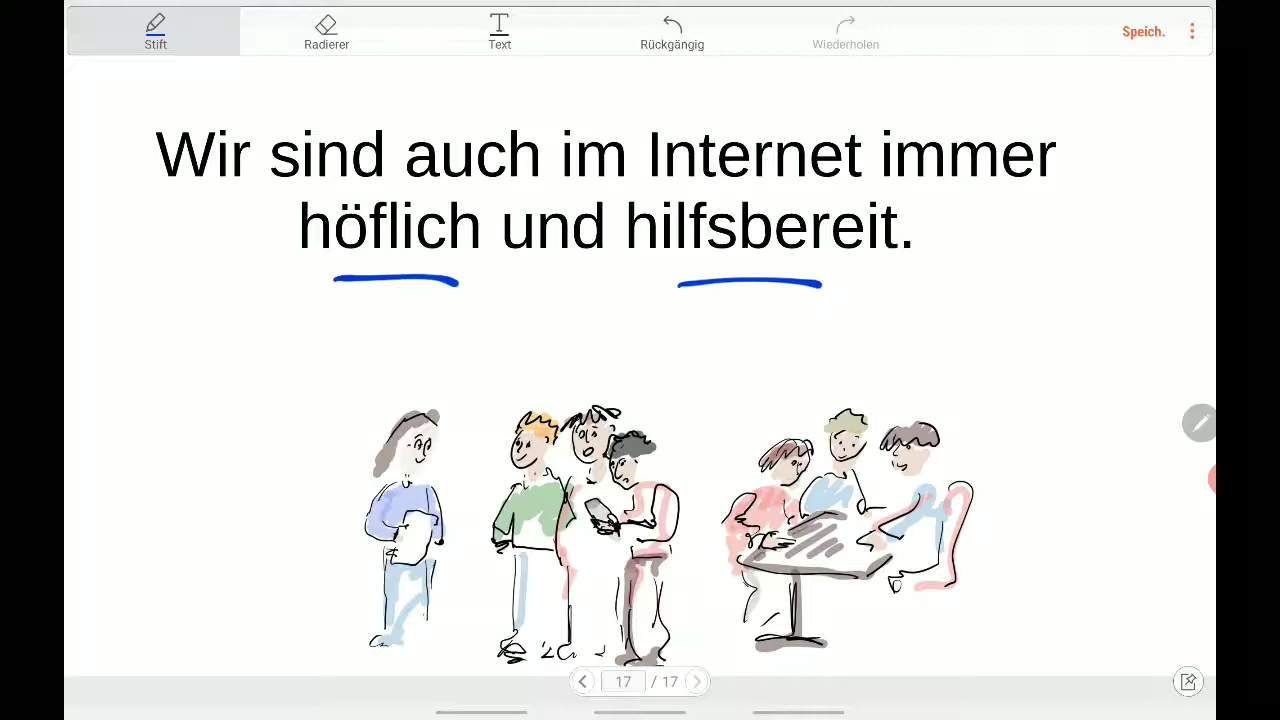 Stift Radierer Text Rückgängig Wiederholen Speich.
Wir sind auch im Internet immer
höflich und hilfsbereit.
17 / 17